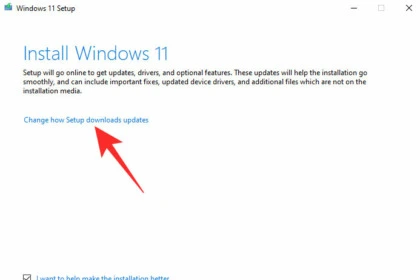 Windows 11 Setup
Install Windows 11
Setup will go online to get updates, drivers, and optional features. These updates will help the installation go
smoothly, and can include important fixes, updated device drivers, and additional files which are not on the
installation media.
Change how Setup downloads updates
I want to help make the installation better